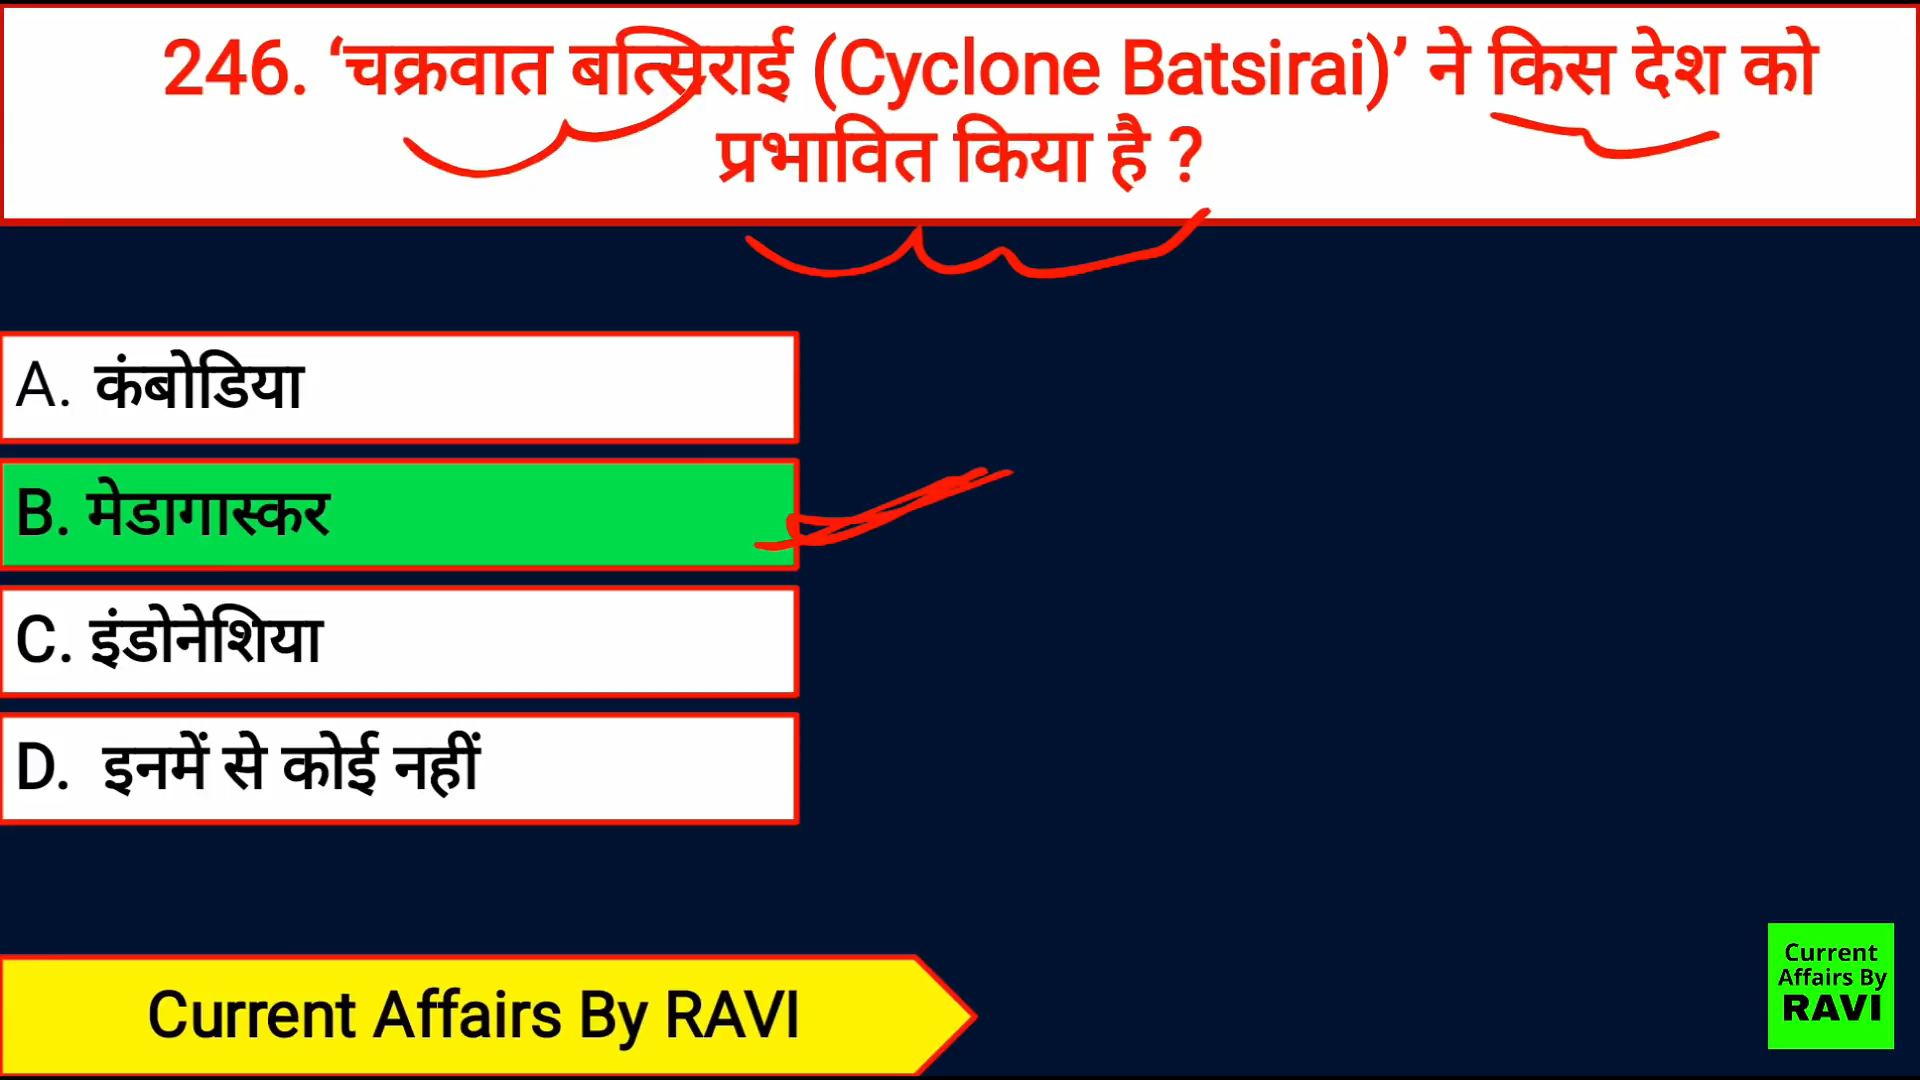 246. ‘चक्रवात बत्सिराई (Cyclone Batsirai)’ ने किस देश को
प्रभावित किया है ?
A. कंबोडिया
B. मेडागास्कर
C. इंडोनेशिया
D. इनमें से कोई नहीं
Current Affairs By RAVI
Current
Affairs By
RAVI